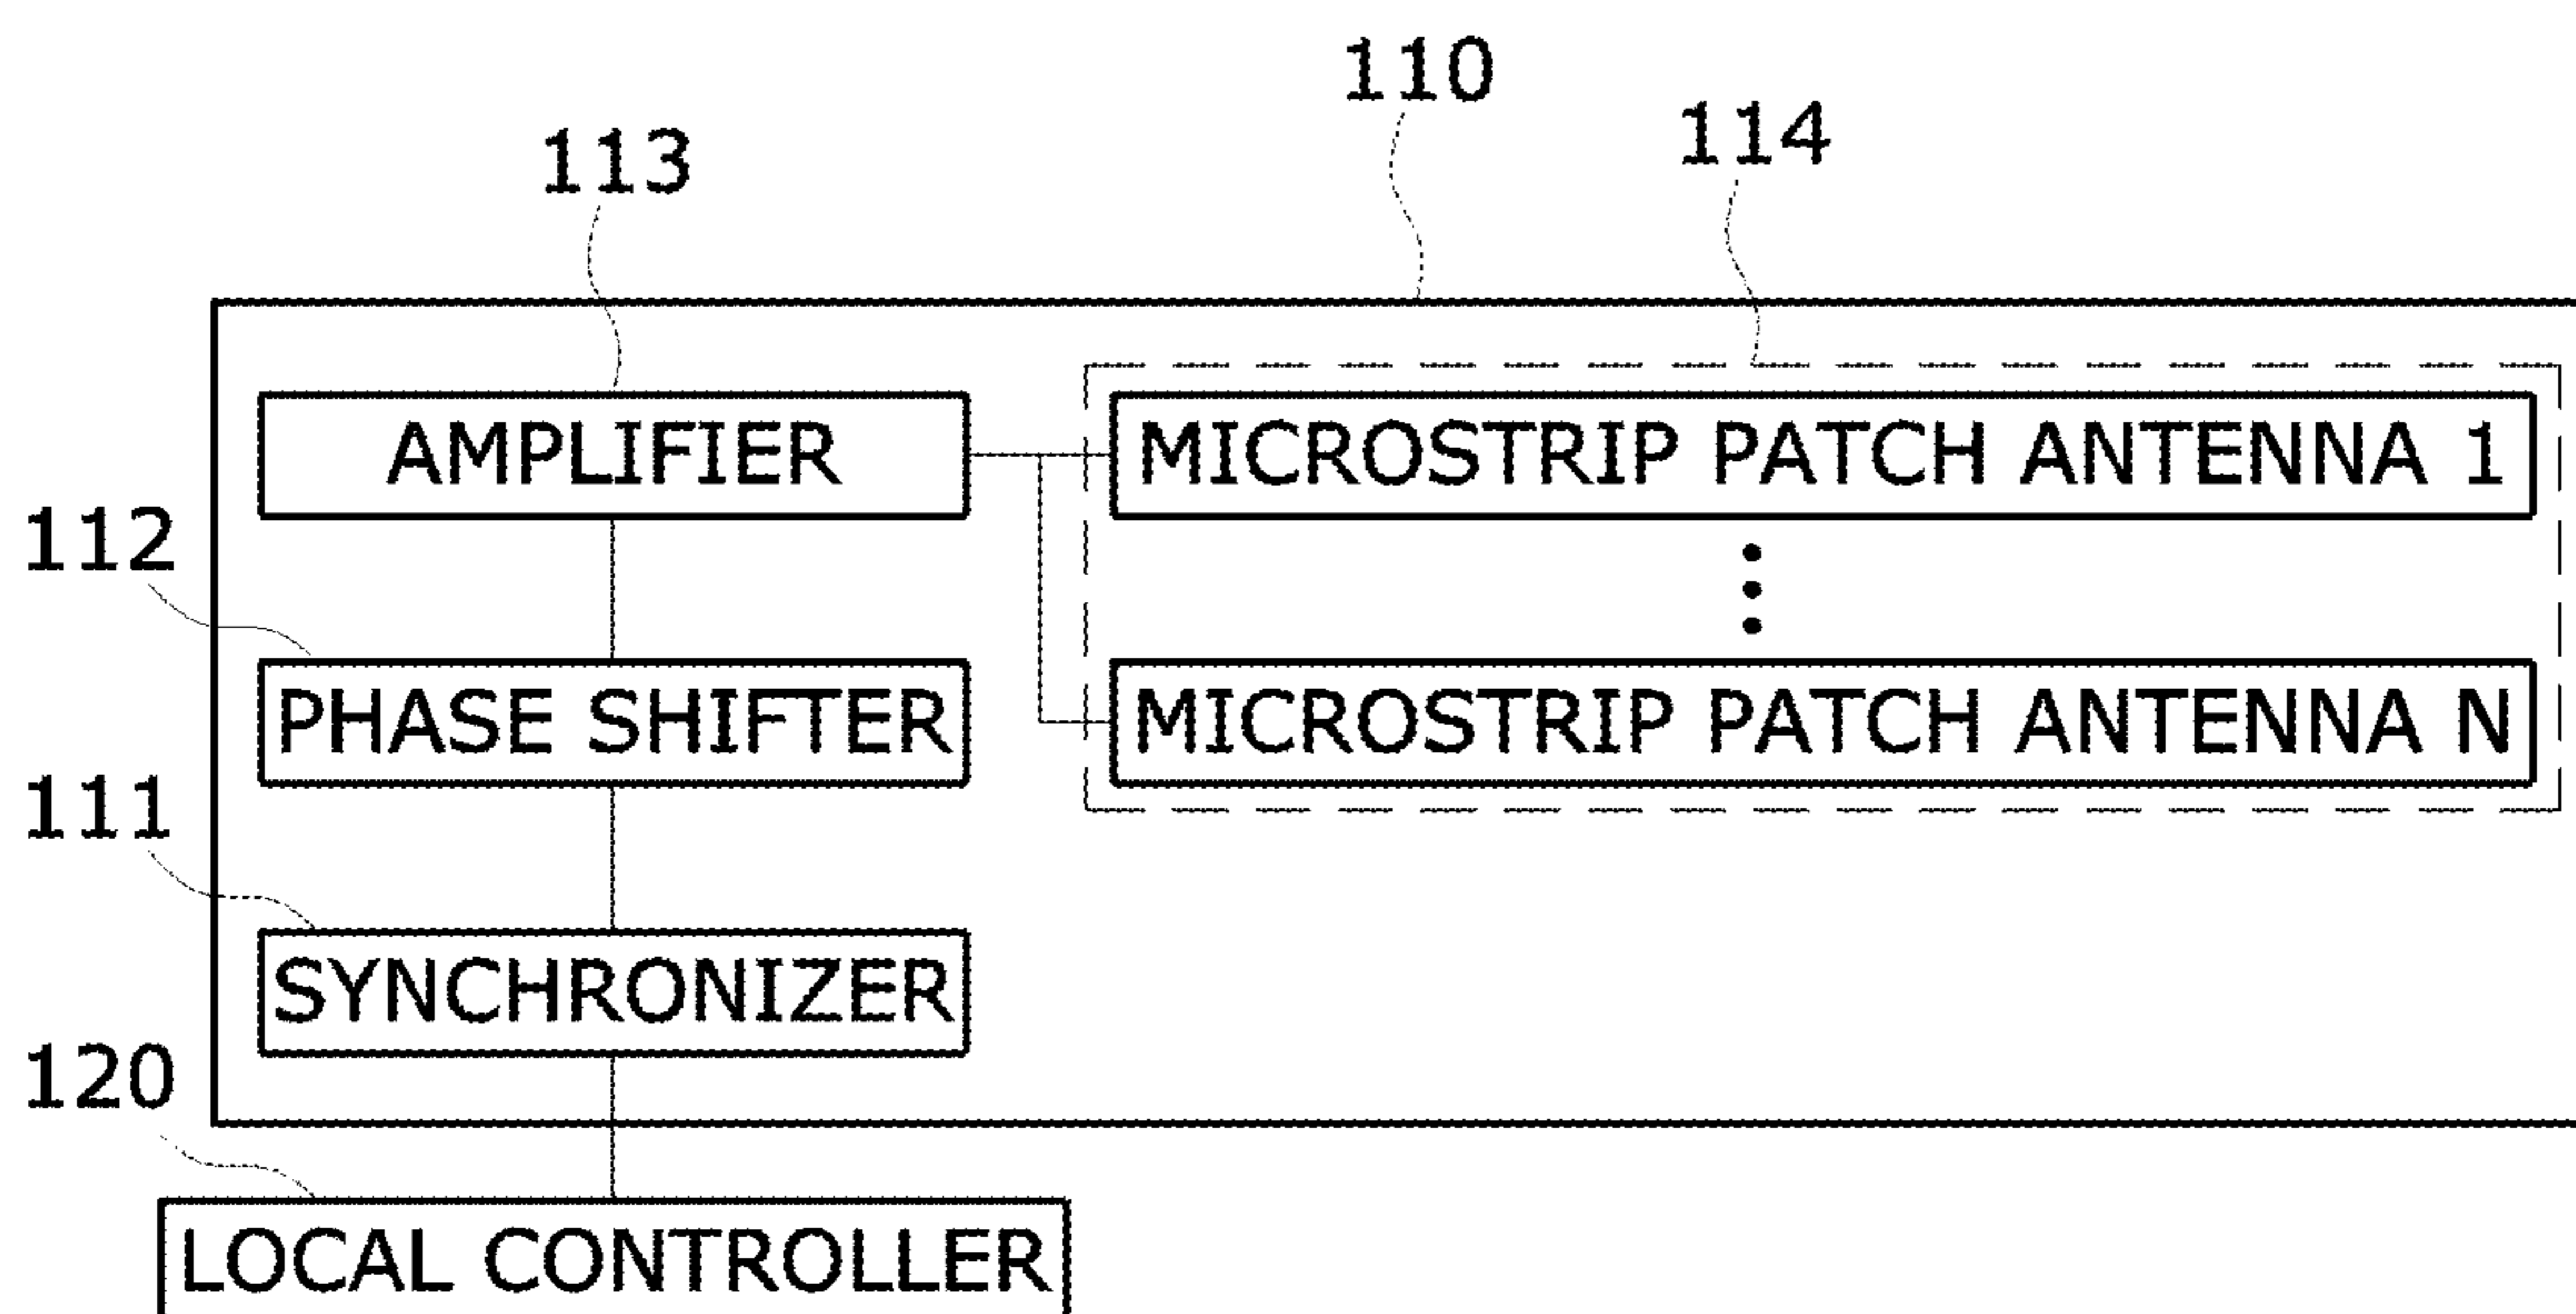 110
114
113
AMPLIFIER
MICROSTRIP PATCH ANTENNA 1
112
PHASE SHIFTER
MICROSTRIP PATCH ANTENNA N
111
SYNCHRONIZER
120
LOCAL CONTROLLER